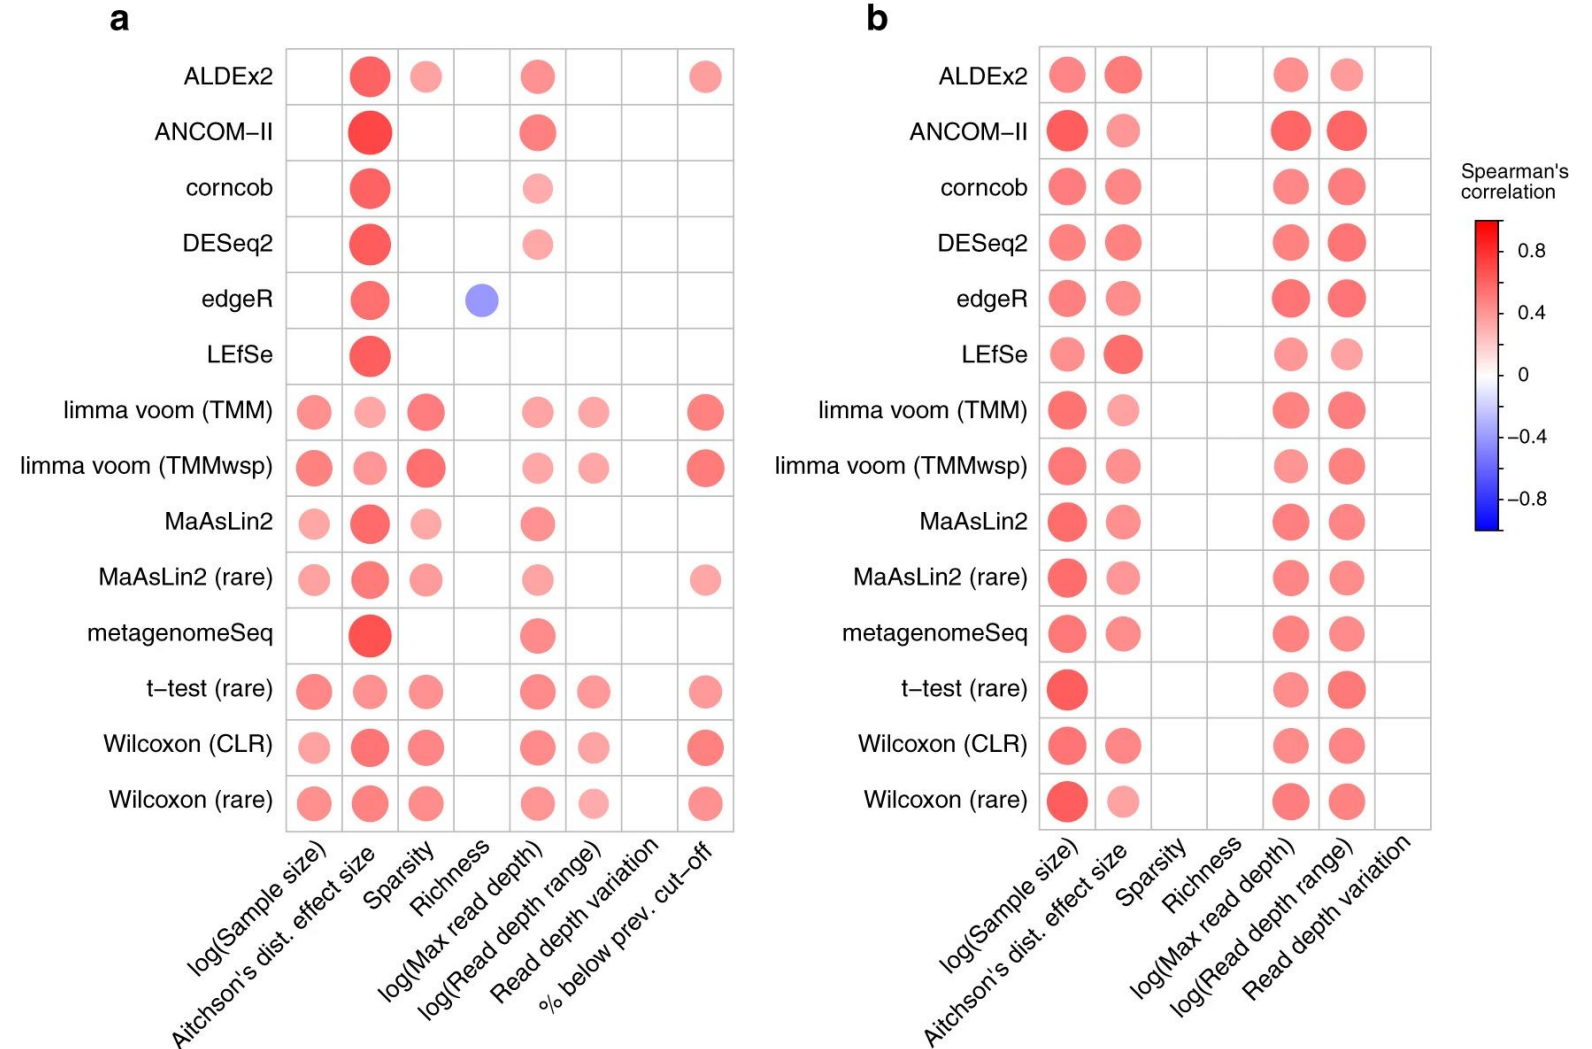 a
ALDEx2
ANCOM−II
corncob
DESeq2
edgeR
LEfSe
limma voom (TMM)
limma voom (TMMwsp)
MaAsLin2
MaAsLin2 (rare)
metagenomeSeq
t−test (rare)
Wilcoxon (CLR)
Wilcoxon (rare)
log(Sample size)
Aitchson's dist. effect size
Sparsity
Richness
log(Max read depth)
log(Read depth range)
Read depth variation
% below prev. cut−off
b
ALDEx2
ANCOM−II
corncob
DESeq2
edgeR
LEfSe
limma voom (TMM)
limma voom (TMMwsp)
MaAsLin2
MaAsLin2 (rare)
metagenomeSeq
t−test (rare)
Wilcoxon (CLR)
Wilcoxon (rare)
log(Sample size)
Aitchson's dist. effect size
Sparsity
Richness
log(Max read depth)
log(Read depth range)
Read depth variation
Spearman's
correlation
0.8
0.4
0
−0.4
−0.8